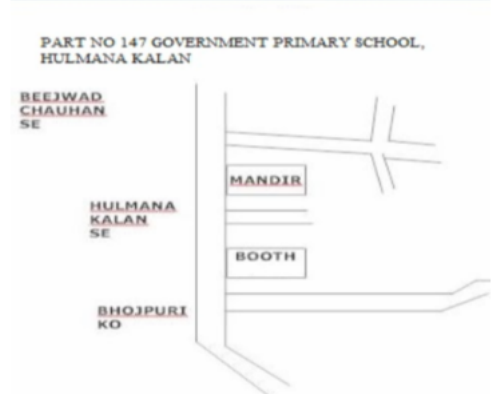 PART NO 147 GOVERNMENT PRIMARY SCHOOL,
HULMANA KALAN
BEEJWAD
CHAUHAN
SE
MANDIR
HULMANA
KALAN
SE
BOOTH
BHOJPURI
KO